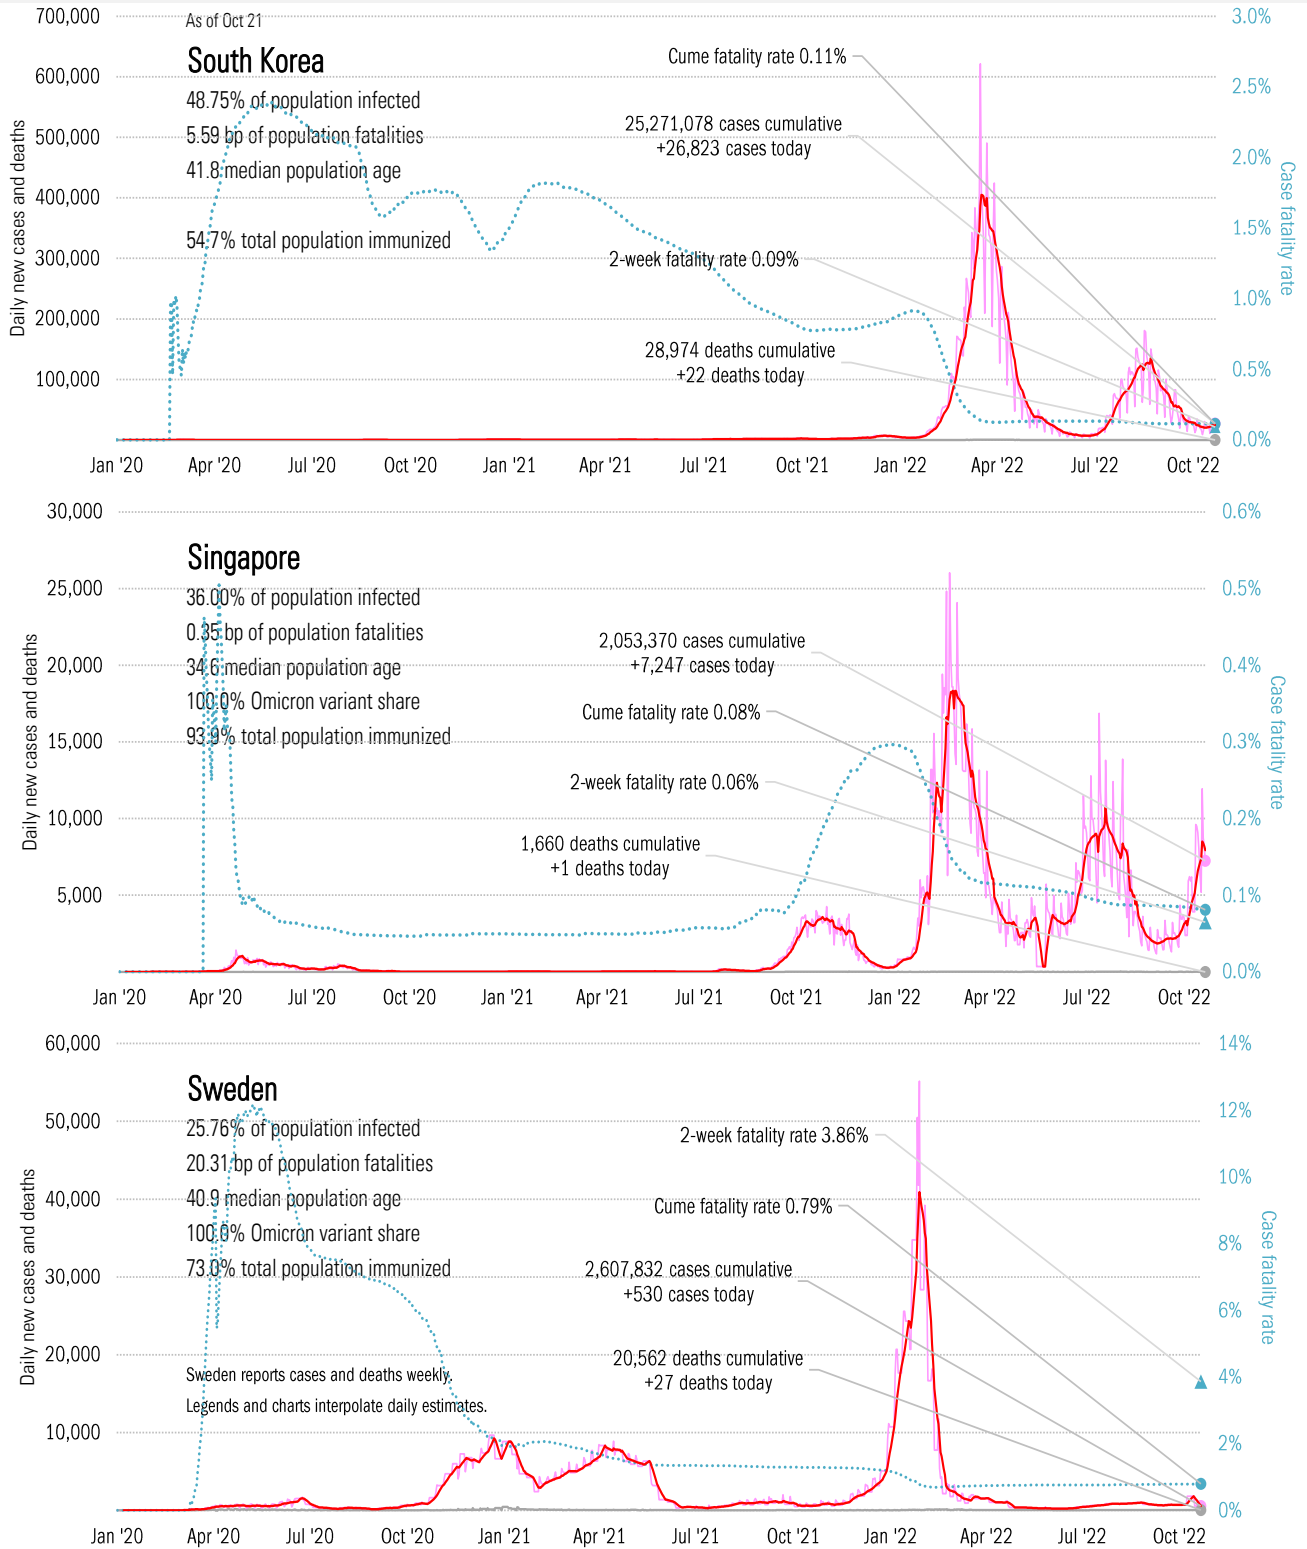 700,000
As of Oct 21
3.0%
South Korea
Cume fatality rate 0.11%
600,000
2.5%
48.75% of population infected
25,271,078 cases cumulative
+26,823 cases today
500,000
5.59 bp of population fatalities
2.0%
41.8 median population age
400,000
54.7% total population immunized
1.5%
300,000
2-week fatality rate 0.09%
1.0%
200,000
28,974 deaths cumulative
+22 deaths today
0.5%
100,000
0.0%
Daily new cases and deaths
Case fatality rate
Jan '20 Apr '20 Jul '20 Oct '20 Jan '21 Apr '21 Jul '21 Oct '21 Jan '22 Apr '22 Jul '22 Oct '22
30,000
0.6%
Singapore
25,000
0.5%
36.00% of population infected
0.35 bp of population fatalities
2,053,370 cases cumulative
+7,247 cases today
20,000
0.4%
34.6 median population age
100.0% Omicron variant share
Cume fatality rate 0.08%
15,000
0.3%
93.9% total population immunized
2-week fatality rate 0.06%
10,000
0.2%
1,660 deaths cumulative
+1 deaths today
5,000
0.1%
0.0%
Daily new cases and deaths
Case fatality rate
Jan '20 Apr '20 Jul '20 Oct '20 Jan '21 Apr '21 Jul '21 Oct '21 Jan '22 Apr '22 Jul '22 Oct '22
60,000
14%
Sweden
50,000
12%
25.76% of population infected
2-week fatality rate 3.86%
20.31 bp of population fatalities
10%
40,000
40.9 median population age
Cume fatality rate 0.79%
100.0% Omicron variant share
8%
73.0% total population immunized
30,000
2,607,832 cases cumulative
+530 cases today
6%
20,000
20,562 deaths cumulative
+27 deaths today
Sweden reports cases and deaths weekly.
4%
Legends and charts interpolate daily estimates.
10,000
2%
0%
Daily new cases and deaths
Case fatality rate
Jan '20 Apr '20 Jul '20 Oct '20 Jan '21 Apr '21 Jul '21 Oct '21 Jan '22 Apr '22 Jul '22 Oct '22